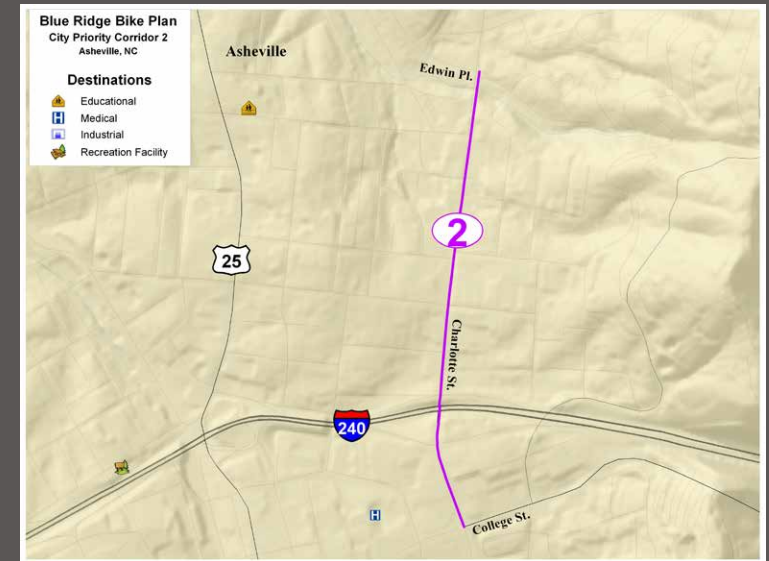 Blue Ridge Bike Plan
City Priority Corridor 2
Asheville, NC
Destinations
Educational
H Medical
Industrial
Recreation Facility
Asheville
Edwin Pl.
2
25
Charlotte St.
240
H
College St.